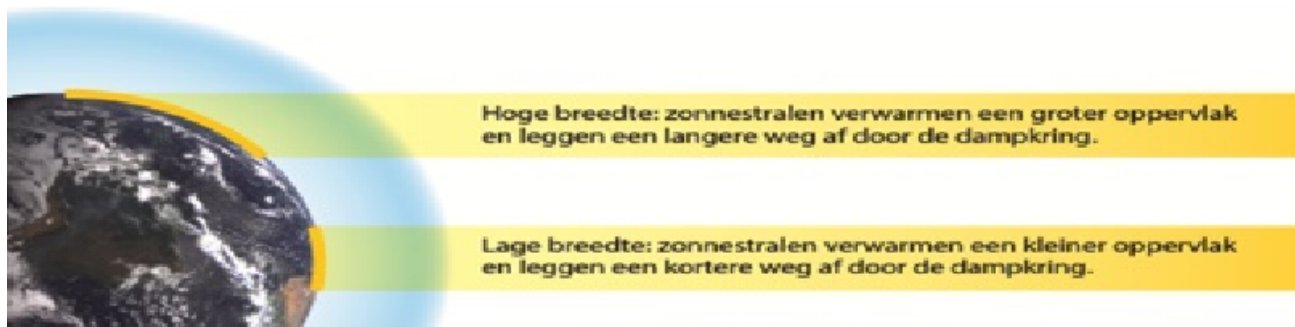 Hoge breedte: zonnestralen verwarmen een groter oppervlak
en leggen een langere weg af door de dampkring.
Lage breedte: zonnestralen verwarmen een kleiner oppervlak
en leggen een kortere weg af door de dampkring.